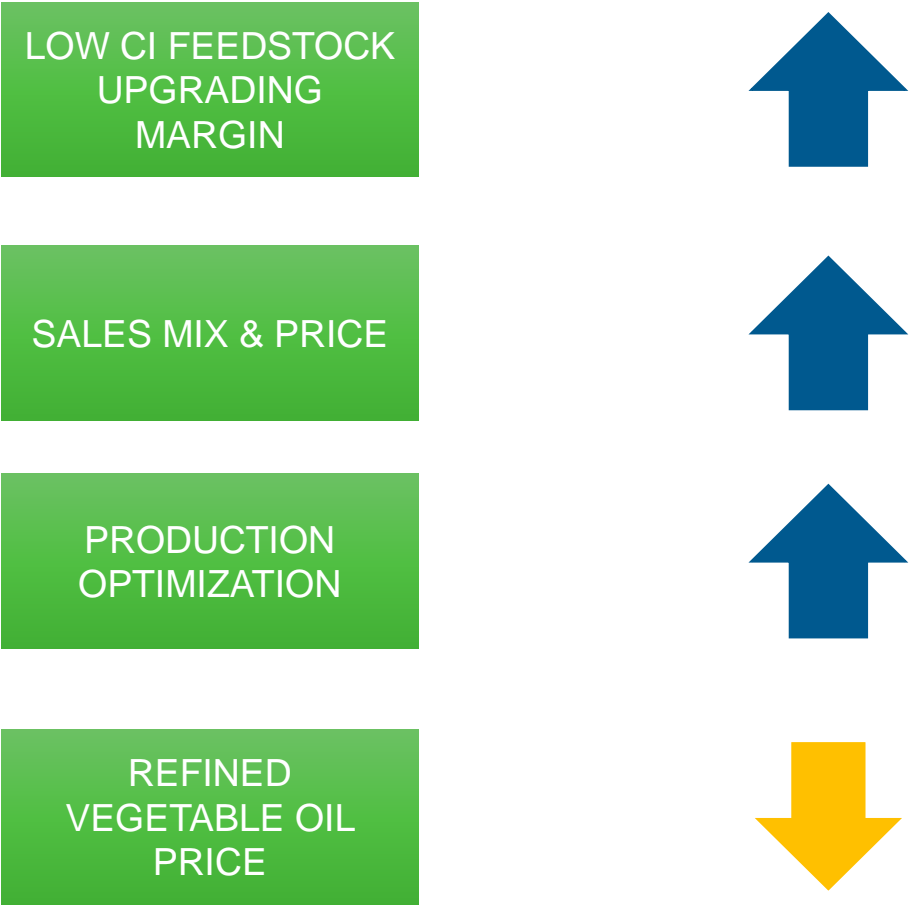 LOW CI FEEDSTOCK
UPGRADING
MARGIN
SALES MIX & PRICE
PRODUCTION
OPTIMIZATION
REFINED
VEGETABLE OIL
PRICE